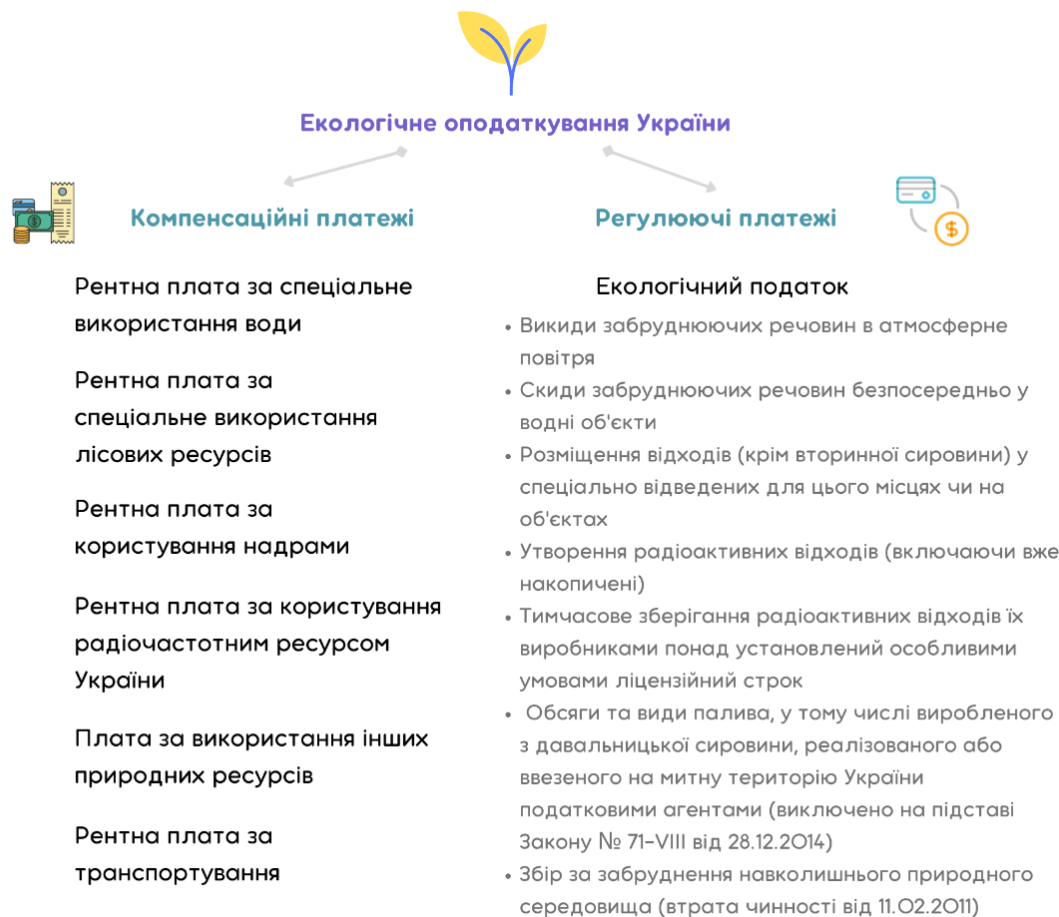 Екологічне оподаткування України
Компенсаційні платежі
Рентна плата за спеціальне
використання води
Рентна плата за
спеціальне використання
лісових ресурсів
Рентна плата за
користування надрами
Рентна плата за користування
радіочастотним ресурсом
України
Плата за використання інших
природних ресурсів
Рентна плата за
транспортування
Регулюючі платежі
Екологічний податок
• Викиди забруднюючих речовин в атмосферне
повітря
• Скиди забруднюючих речовин безпосередньо у
водні об'єкти
• Розміщення відходів (крім вторинної сировини) у
спеціально відведених для цього місцях чи на
об'єктах
• Утворення радіоактивних відходів (включаючи вже
накопичені)
• Тимчасове зберігання радіоактивних відходів їх
виробниками понад установлений особливими
умовами ліцензійний строк
• Обсяги та види палива, у тому числі виробленого
з давальницької сировини, реалізованого або
ввезеного на митну територію України
податковими агентами (виключено на підставі
Закону № 71-VIII від 28.12.2014)
• Збір за забруднення навколишнього природного
середовища (втрата чинності від 11.02.2011)